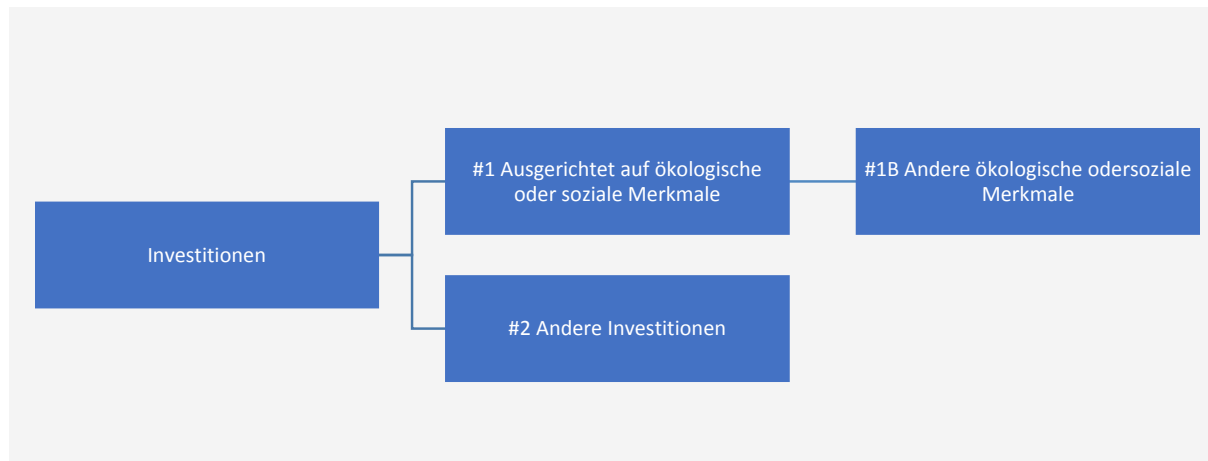 #1 Ausgerichtet auf ökologische
oder soziale Merkmale
#1B Andere ökologische odersoziale
Merkmale
Investitionen
#2 Andere Investitionen